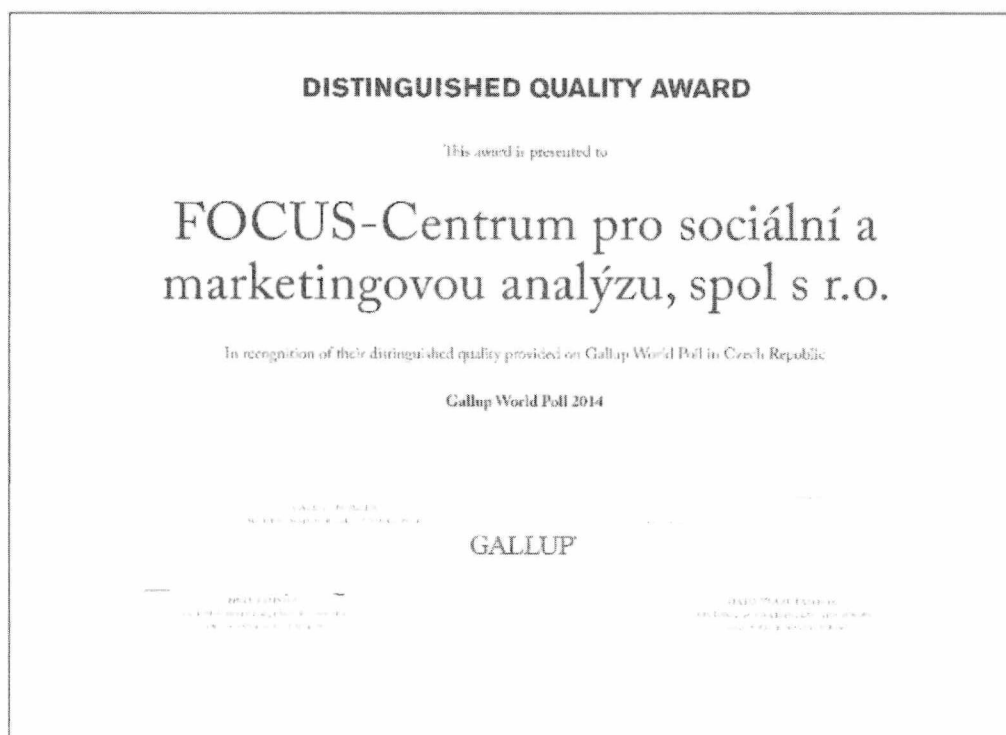 DISTINGUISHED QUALITY AWARD
This award is presented to
FOCUS-Centrum pro sociální a
marketingovou analýzu, spol s r.o.
In recognition of their distinguished quality provided on Gallup World Poll in Czech Republic
Gallup World Poll 2014
GALLUP